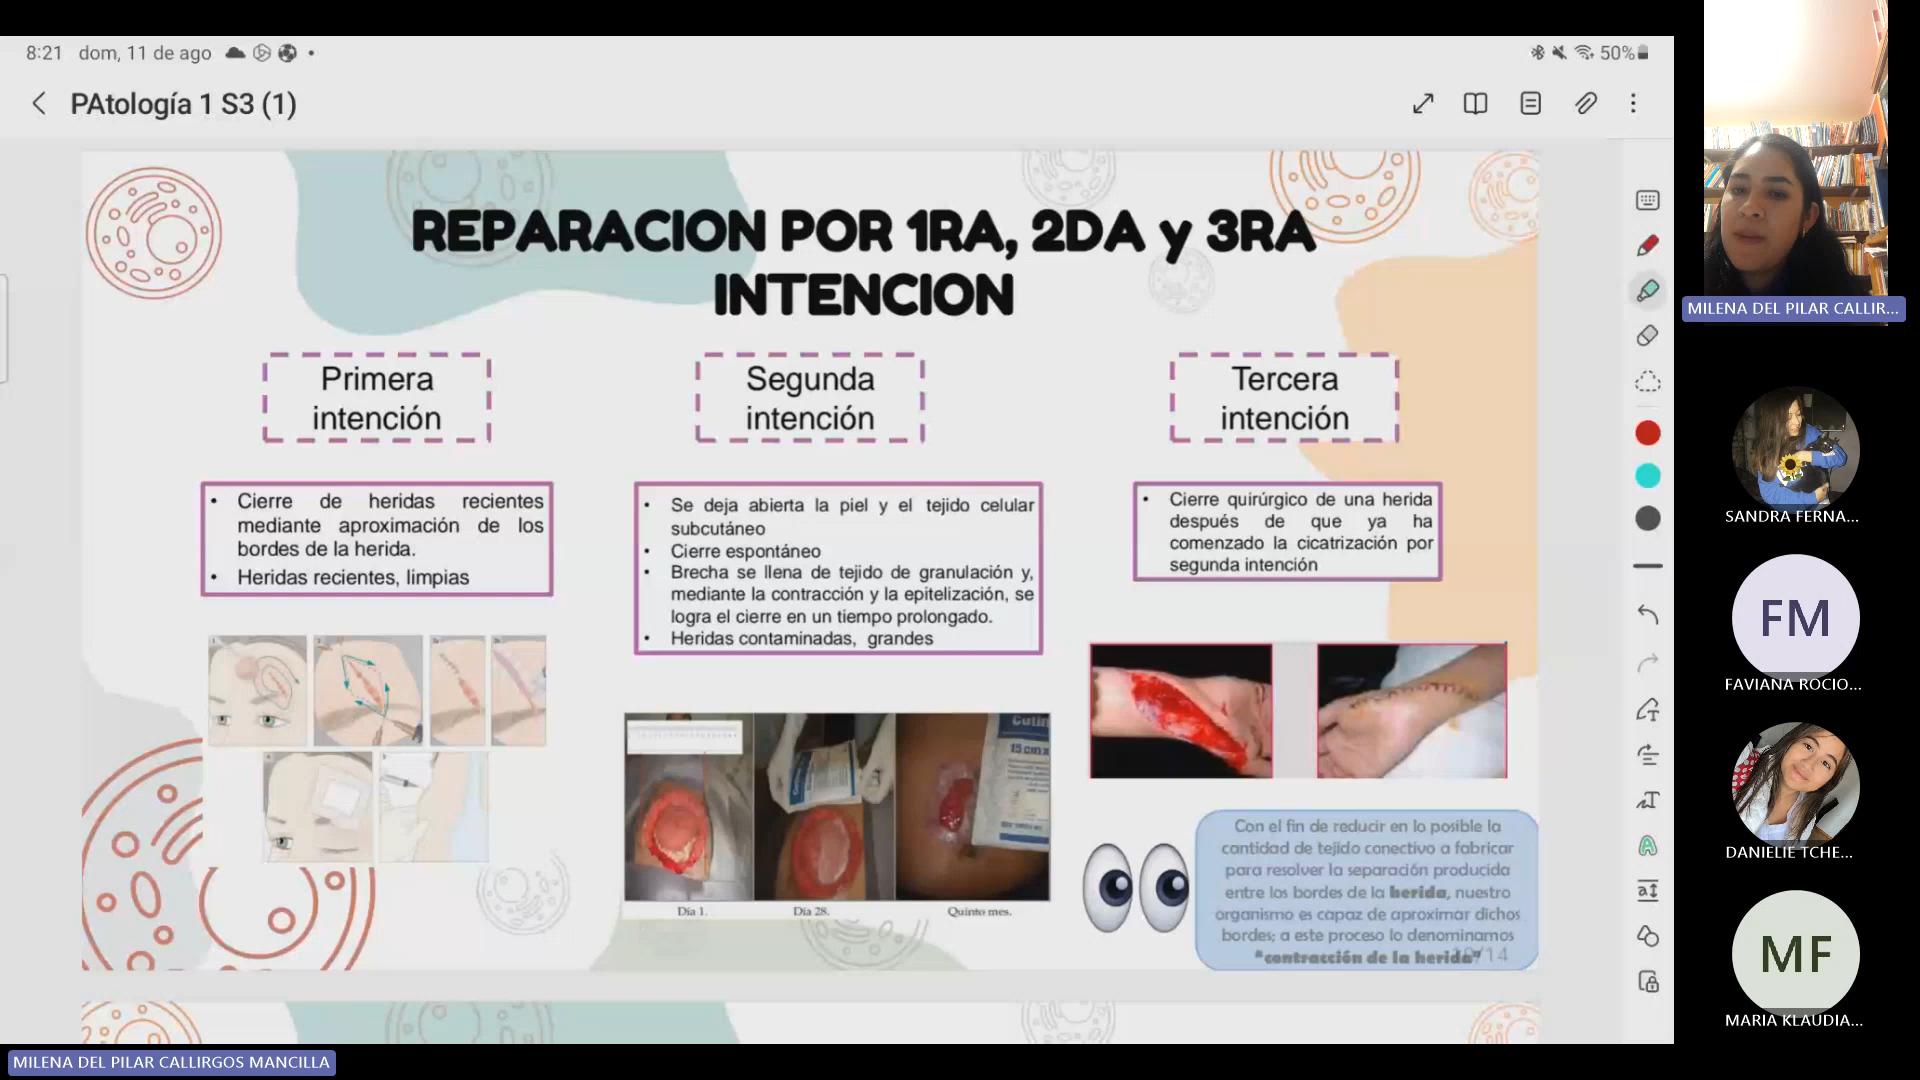 8:21 dom, 11 de ago
50%
PAtología 1 S3 (1)
REPARACION POR 1RA, 2DA y 3RA
INTENCION
Primera
intención
• Cierre de heridas recientes
mediante aproximación de los
bordes de la herida.
• Heridas recientes, limpias
Segunda
intención
• Se deja abierta la piel y el tejido celular
subcutáneo
• Cierre espontáneo
• Brecha se llena de tejido de granulación y,
mediante la contracción y la epitelización, se
logra el cierre en un tiempo prolongado.
• Heridas contaminadas, grandes
Día 1.
Día 28.
Quinto mes.
15 cm x
Tercera
intención
• Cierre quirúrgico de una herida
después de que ya ha
comenzado la cicatrización por
segunda intención
Con el fin de reducir en lo posible la
cantidad de tejido conectivo a fabricar
para resolver la separación producida
entre los bordes de la herida, nuestro
organismo es capaz de aproximar dichos
bordes; a este proceso lo denominamos
"contracción de la herida"
MILENA DEL PILAR CALLIR...
SANDRA FERNA...
FM
FAVIANA ROCIO...
DANIELIE TCHE...
MF
MARIA KLAUDIA...
MILENA DEL PILAR CALLIRGOS MANCILLA